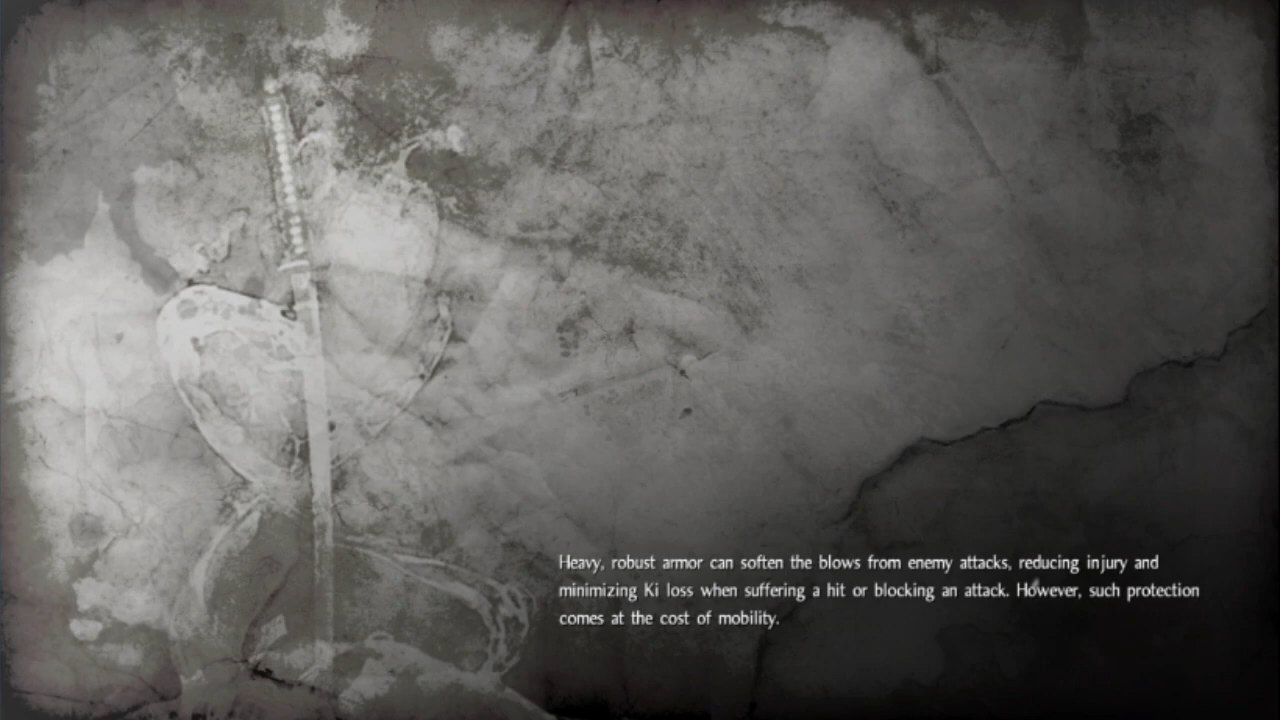 Heavy, robust armor can soften the blows from enemy attacks, reducing injury and
minimizing Ki loss when suffering a hit or blocking an attack. However, such protection
comes at the cost of mobility.